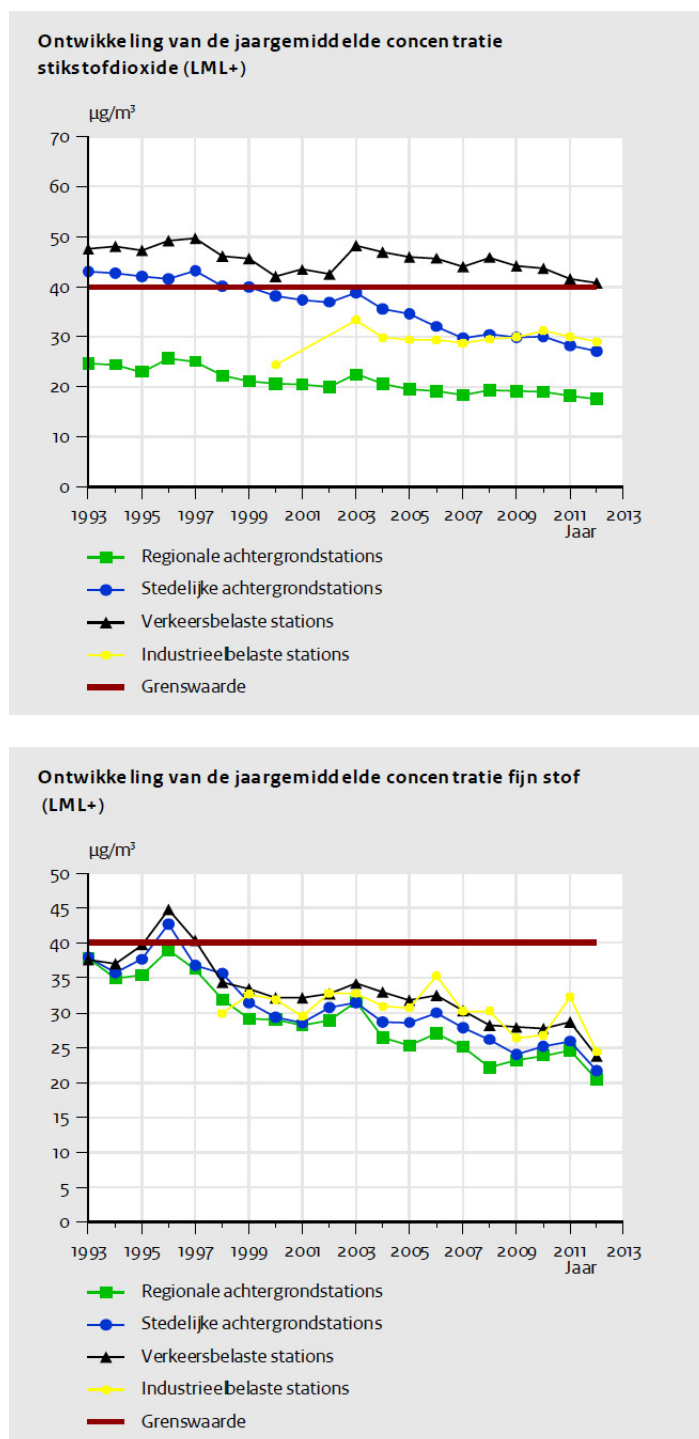 Ontwikkeling van de jaargemiddelde concentratie
stikstofdioxide (LML+)
µg/m³
70
60
50
40
30
20
10
0
1993 1995 1997 1999 2001 2003 2005 2007 2009 2011 2013
Jaar
Regionale achtergrondstations
Stedelijke achtergrondstations
Verkeersbelaste stations
Industrieel belaste stations
Grenswaarde
Ontwikkeling van de jaargemiddelde concentratie fijn stof
(LML+)
µg/m³
50
45
40
35
30
25
20
15
10
5
0
1993 1995 1997 1999 2001 2003 2005 2007 2009 2011 2013
Jaar
Regionale achtergrondstations
Stedelijke achtergrondstations
Verkeersbelaste stations
Industrieel belaste stations
Grenswaarde